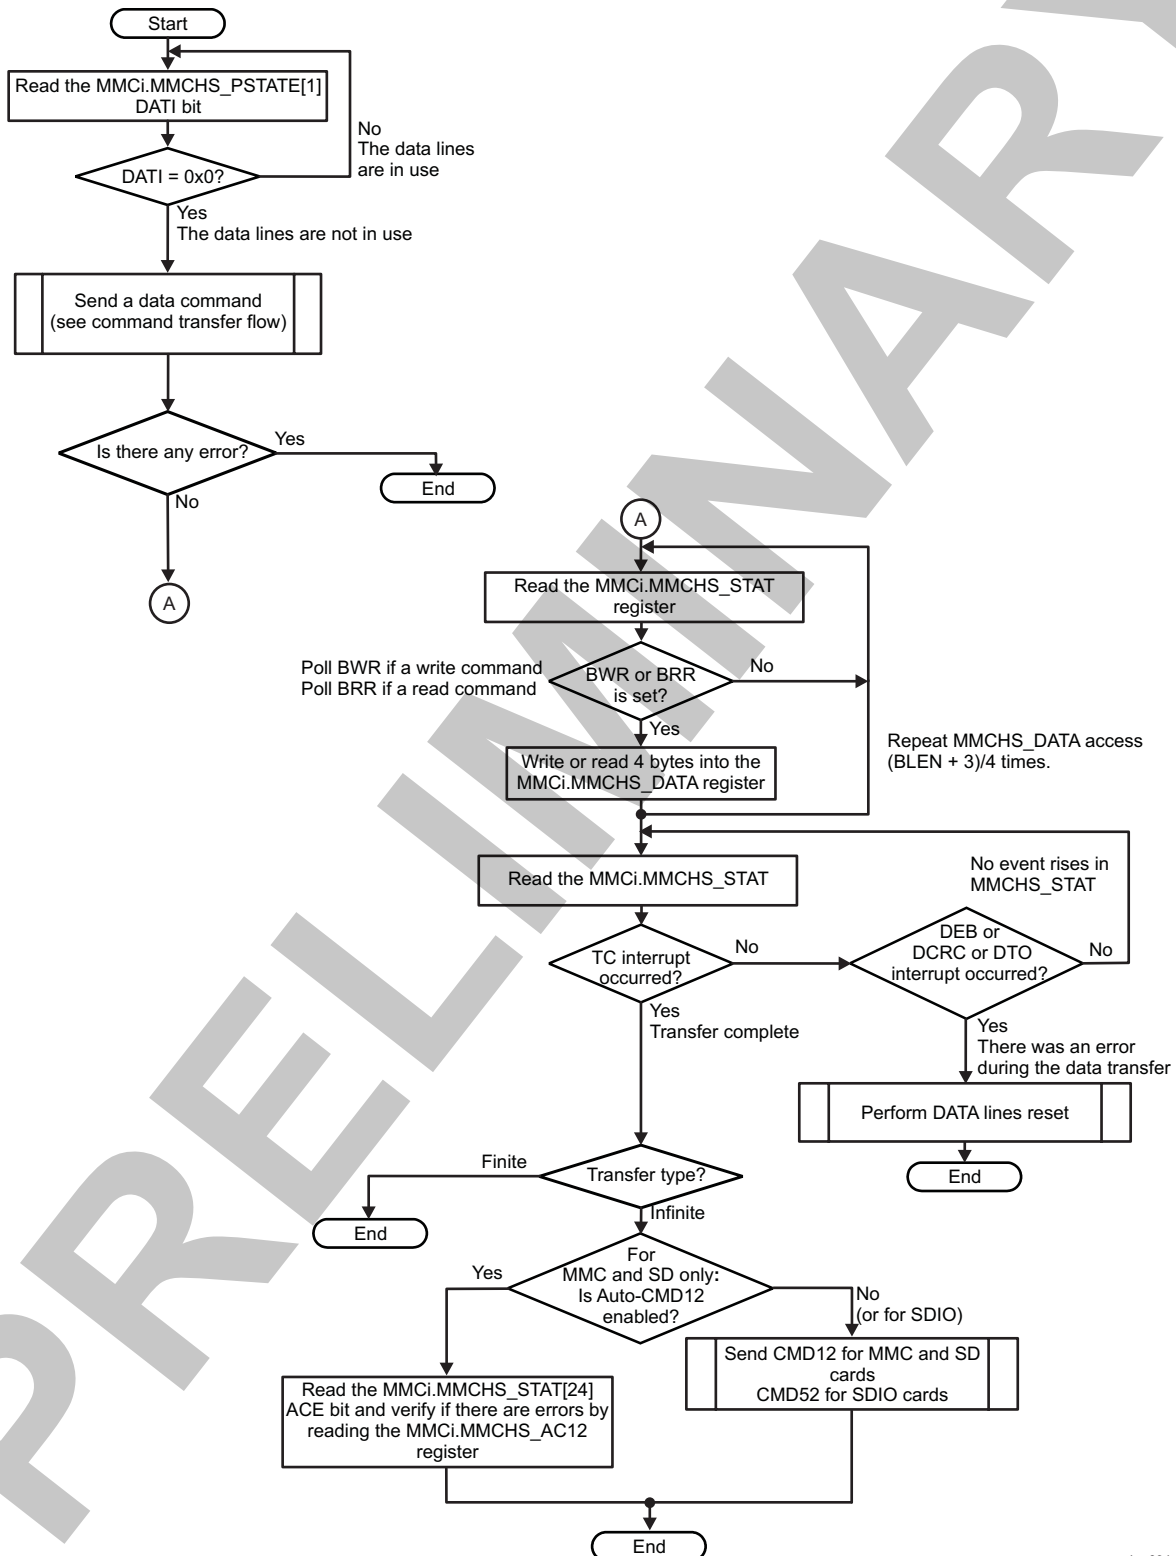 Start
Read the MMCi.MMCHS_PSTATE[1]
DATI bit
No
The data lines
are in use
DATI = 0x0?
Yes
The data lines are not in use
Send a data command
(see command transfer flow)
Is there any error?
Yes
End
No
A
A
Read the MMCi.MMCHS_STAT
register
Poll BWR if a write command
Poll BRR if a read command
BWR or BRR
is set?
No
Yes
Write or read 4 bytes into the
MMCi.MMCHS_DATA register
Repeat MMCHS_DATA access
(BLEN + 3)/4 times.
Read the MMCi.MMCHS_STAT
No event rises in
MMCHS_STAT
TC interrupt
occurred?
No
DEB or
DCRC or DTO
interrupt occurred?
No
Yes
Transfer complete
Yes
There was an error
during the data transfer
Perform DATA lines reset
End
Transfer type?
Finite
End
Infinite
For
MMC and SD only:
Is Auto-CMD12
enabled?
Yes
No
(or for SDIO)
Read the MMCi.MMCHS_STAT[24]
ACE bit and verify if there are errors by
reading the MMCi.MMCHS_AC12
register
Send CMD12 for MMC and SD
cards
CMD52 for SDIO cards
End
PRELIMINARY